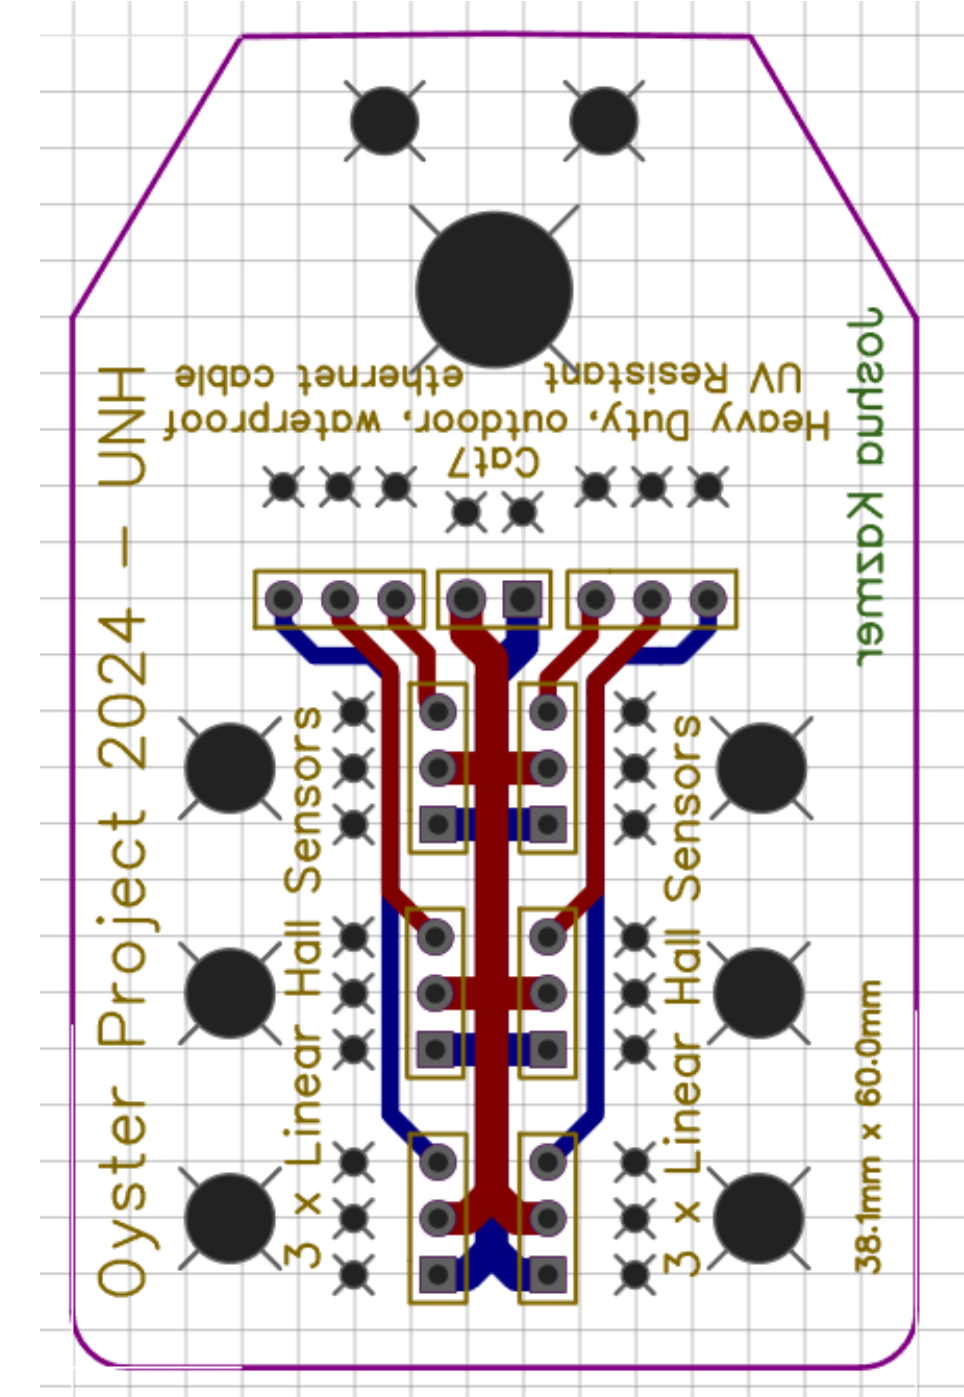 ethernet cable
UV Resistant
Heavy Duty, outdoor, waterproof
Cat7
Joshua Kazmer
Oyster Project 2024 - UNH
3 x Linear Hall Sensors
3 x Linear Hall Sensors
38.1mm x 60.0mm